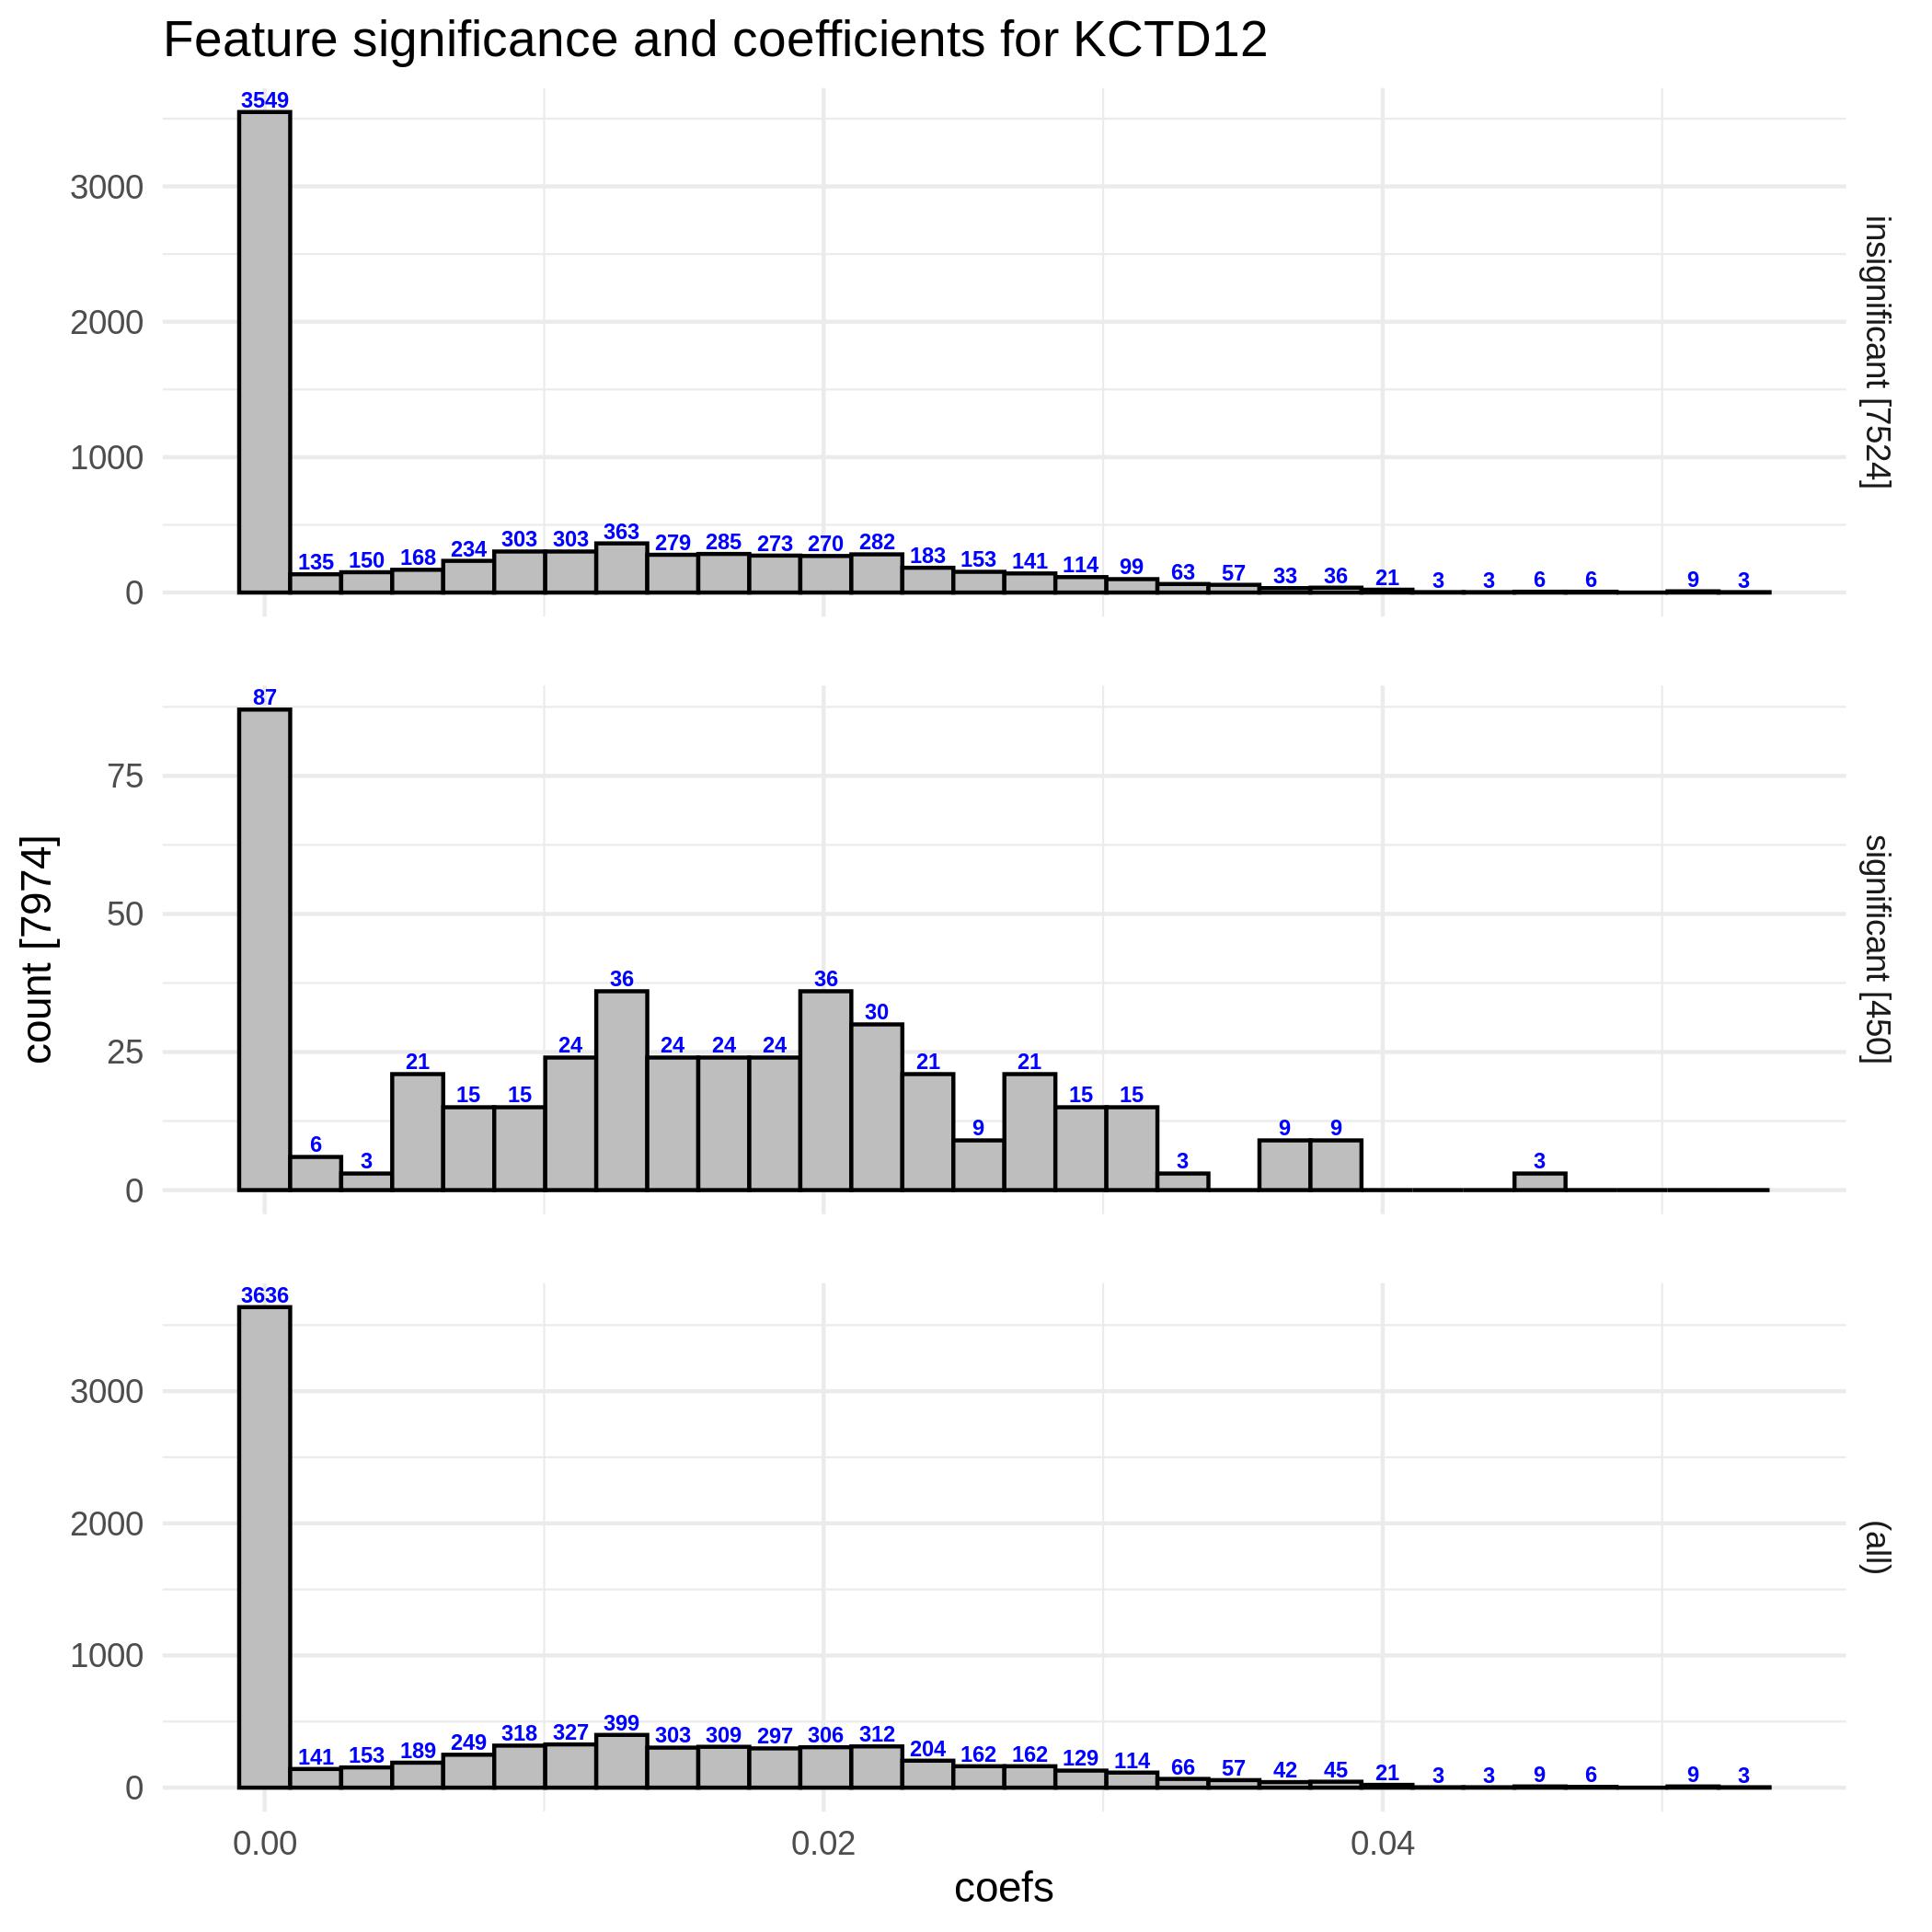 Feature significance and coefficients for KCTD12
3549
135 150 168 234 303 303 363 279 285 273 270 282 183 153 141 114 99 63 57 33 36 21 3 3 6 6 9 3
3000
2000
1000
0
insignificant [7524]
87
6 3 21 15 15 24 36 24 24 24 36 30 21 9 21 15 15 3 9 9 3
75
50
25
0
significant [450]
count [7974]
3636
141 153 189 249 318 327 399 303 309 297 306 312 204 162 162 129 114 66 57 42 45 21 3 3 9 6 9 3
3000
2000
1000
0
(all)
0.00 0.02 0.04
coefs